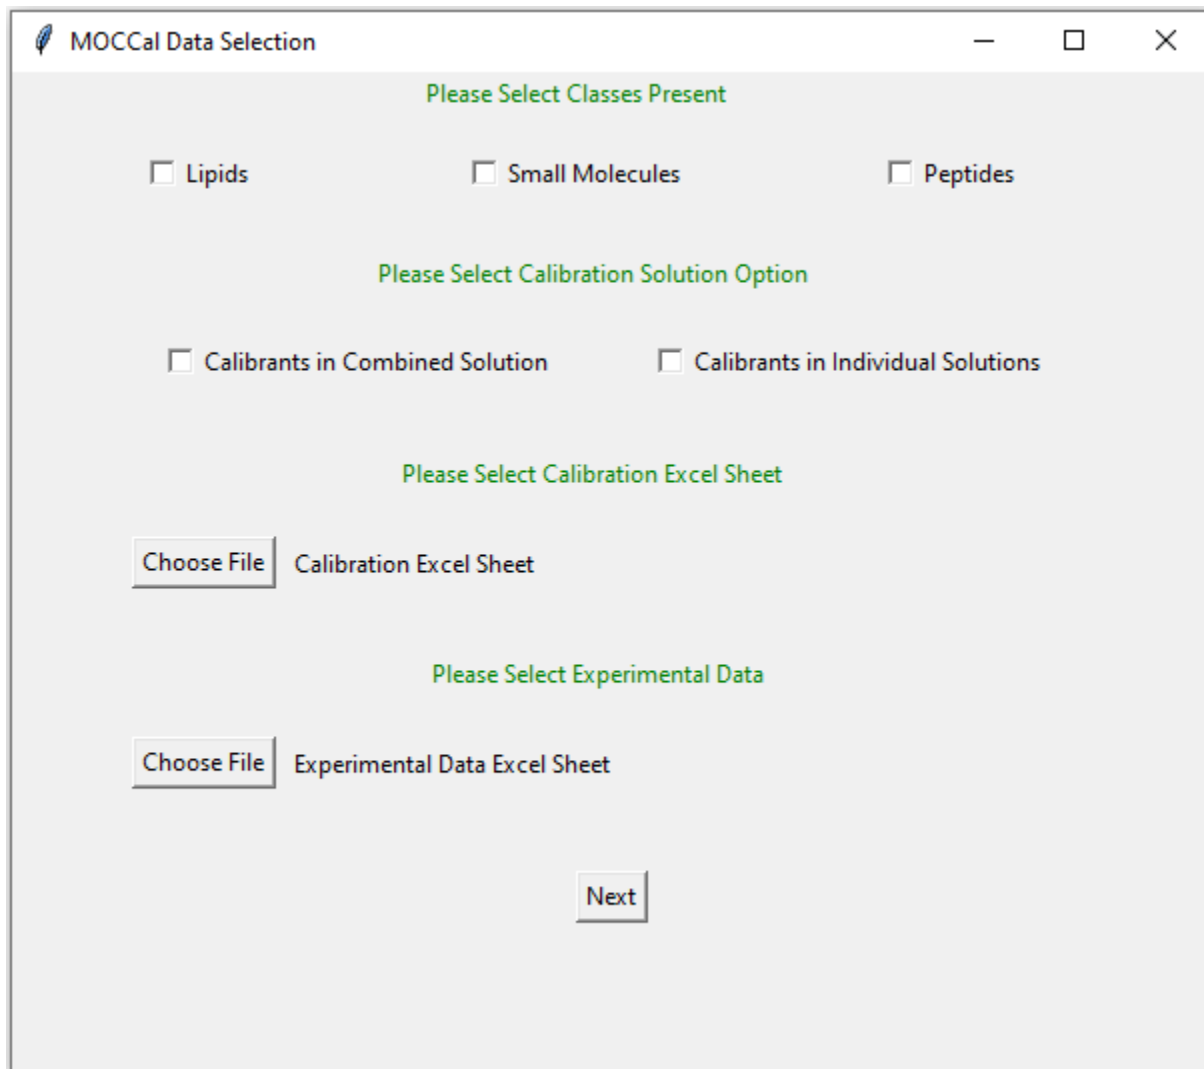 MOCCal Data Selection
Please Select Classes Present
Lipids Small Molecules Peptides
Please Select Calibration Solution Option
Calibrants in Combined Solution Calibrants in Individual Solutions
Please Select Calibration Excel Sheet
Choose File Calibration Excel Sheet
Please Select Experimental Data
Choose File Experimental Data Excel Sheet
Next